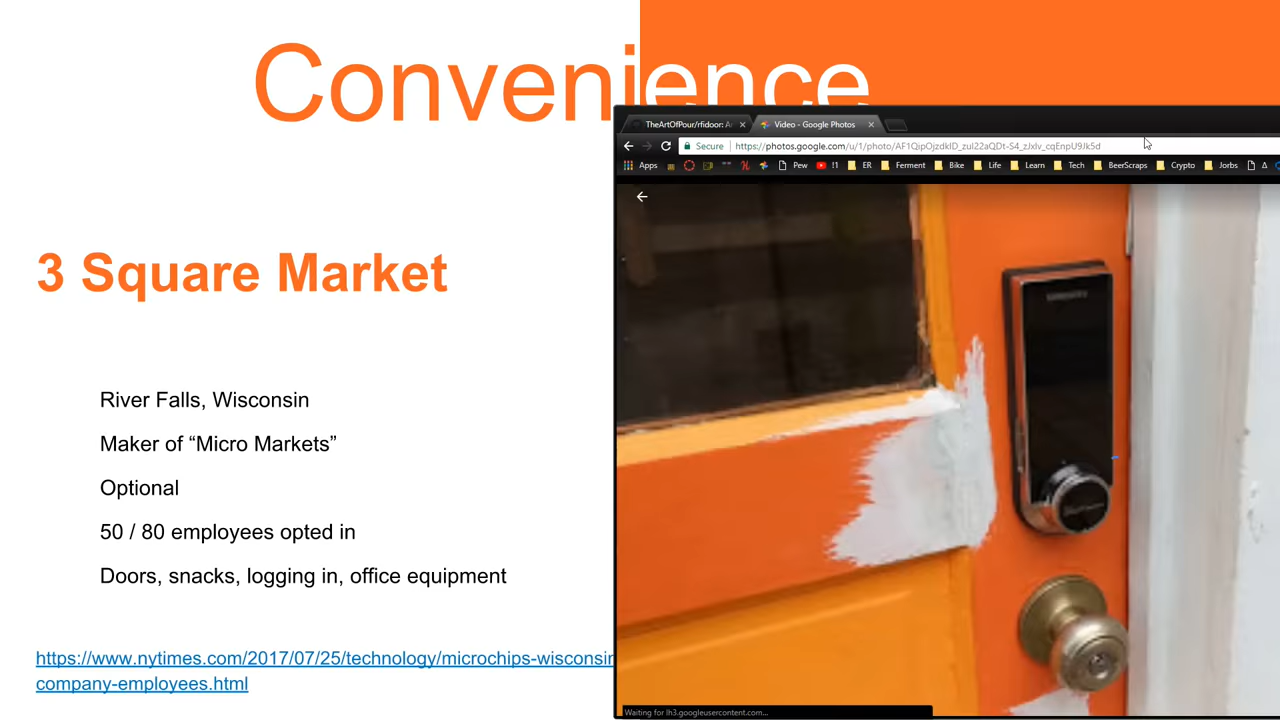 Convenience
3 Square Market
River Falls, Wisconsin
Maker of “Micro Markets”
Optional
50 / 80 employees opted in
Doors, snacks, logging in, office equipment
https://www.nytimes.com/2017/07/25/technology/microchips-wisconsin
company-employees.html
TheArtOfPour/rfidoor: A
Video - Google Photos
Secure
https://photos.google.com/u/1/photo/
Apps Pew !1 ER Ferment Bike Life Learn Tech BeerScraps Crypto Jorbs
Waiting for lh3.googleusercontent.com...